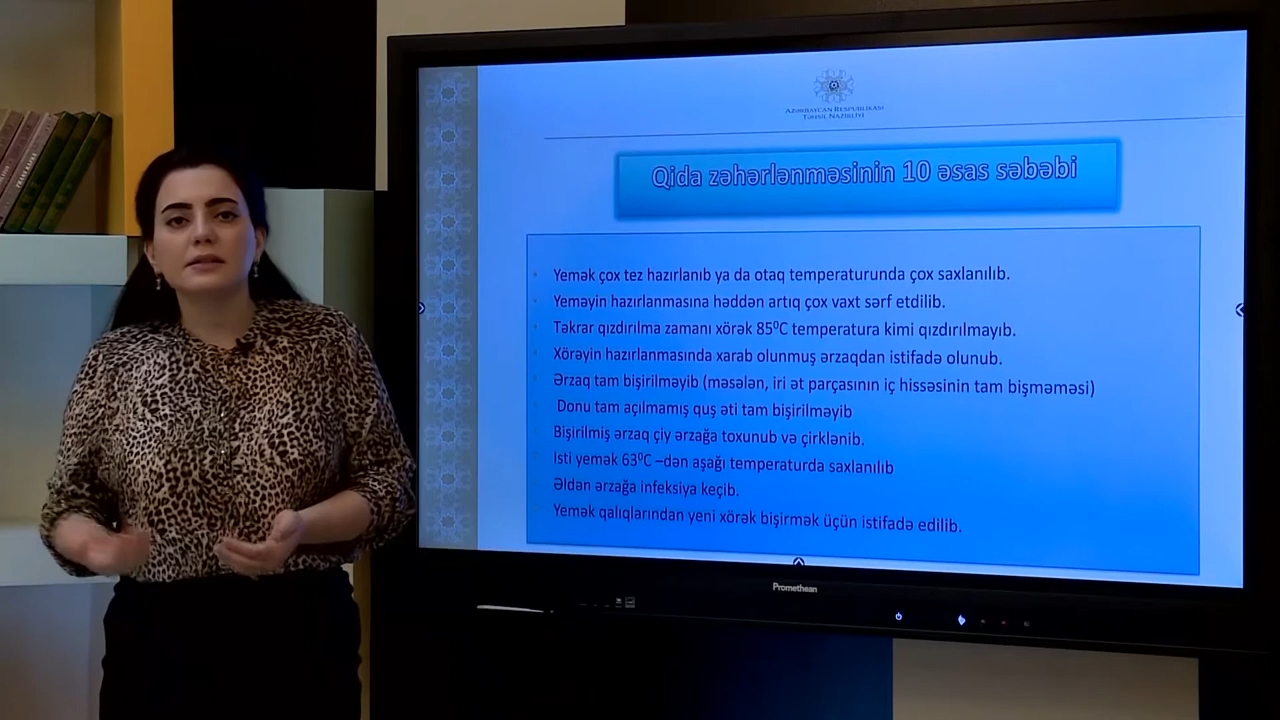 AZƏRBAYCAN RESPUBLİKASI
TƏHSİL NAZİRLİYİ
Qida zəhərlənməsinin 10 əsas səbəbi
Yemək çox tez hazırlanıb ya da otaq temperaturunda çox saxlanılıb.
Yeməyin hazırlanmasına həddən artıq çox vaxt sərf etdilib.
Təkrar qızdırılma zamanı xörək 85⁰C temperatura kimi qızdırılmayıb.
Xörəyin hazırlanmasında xarab olunmuş ərzaqdan istifadə olunub.
Ərzaq tam bişirilməyib (məsələn, iri ət parçasının iç hissəsinin tam bişməməsi)
Donu tam açılmamış quş əti tam bişirilməyib
Bişirilmiş ərzaq çiy ərzağa toxunub və çirklənib.
Isti yemək 63⁰C –dən aşağı temperaturda saxlanılıb
Əldən ərzağa infeksiya keçib.
Yemək qalıqlarından yeni xörək bişirmək üçün istifadə edilib.
Promethean